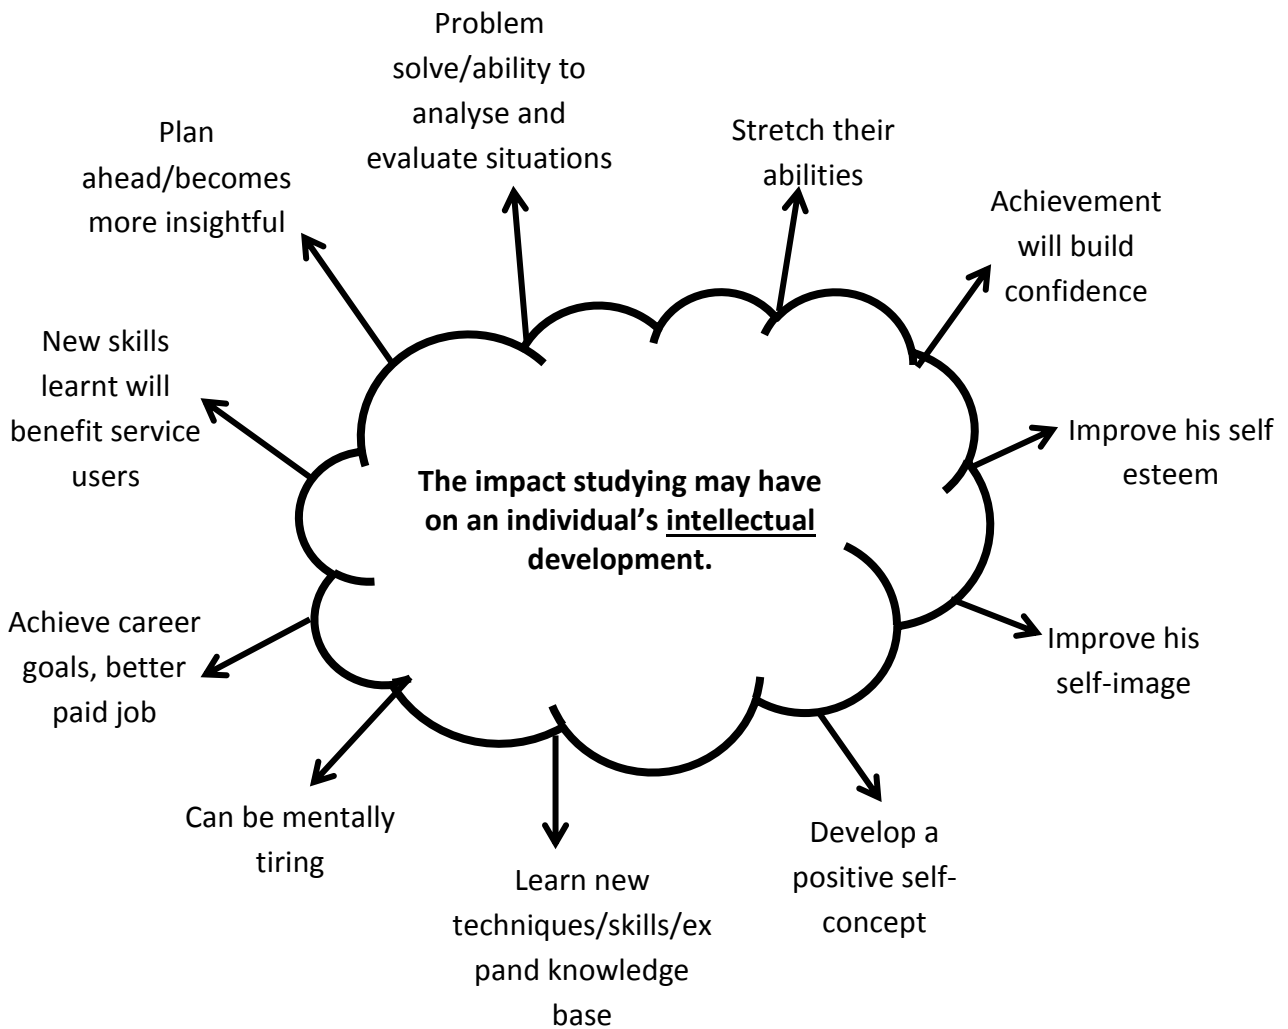 Problem
solve/ability to
analyse and
evaluate situations
Stretch their
abilities
Plan
ahead/becomes
more insightful
Achievement
will build
confidence
New skills
learnt will
benefit service
users
Improve his self
esteem
The impact studying may have
on an individual’s intellectual
development.
Achieve career
goals, better
paid job
Improve his
self-image
Can be mentally
tiring
Develop a
positive self-
concept
Learn new
techniques/skills/ex
pand knowledge
base